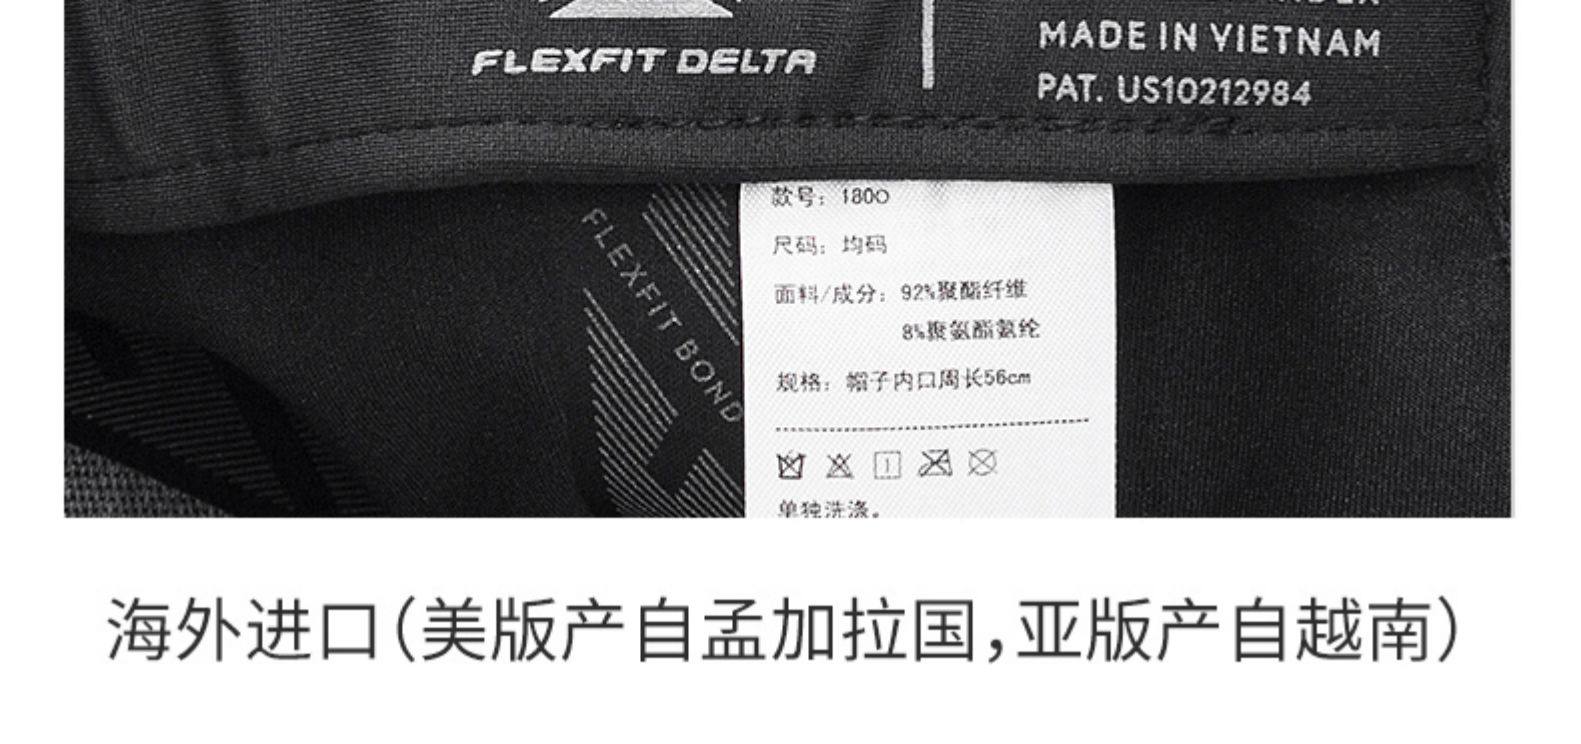 FLEXFIT DELTA
MADE IN VIETNAM
PAT. US10212984
FLEXFIT BOND
款号：1800
尺码：均码
面料/成分：92%聚酯纤维
8%聚氨酯氨纶
规格：帽子内口周长56cm
单独洗涤。
海外进口（美版产自孟加拉国，亚版产自越南）